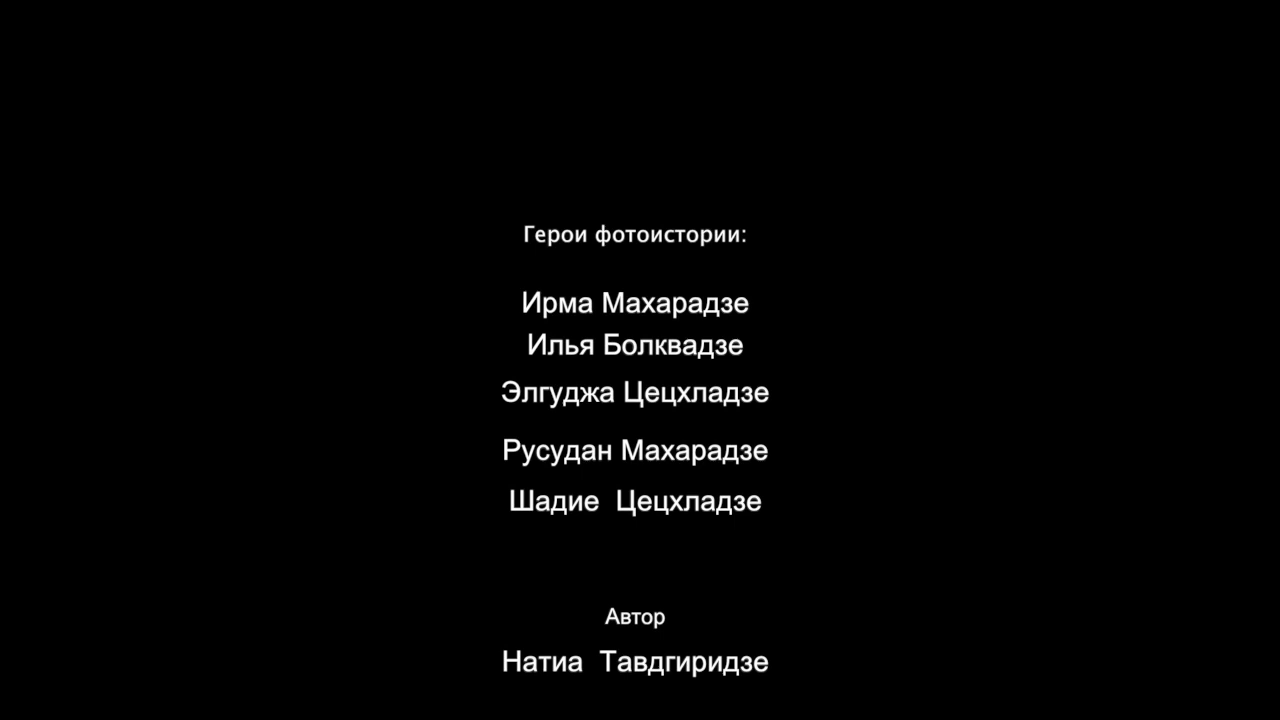 Герои фотоистории:
Ирма Махарадзе
Илья Болквадзе
Элгуджа Цецхладзе
Русудан Махарадзе
Шадие Цецхладзе
Автор
Натиа Тавдгиридзе